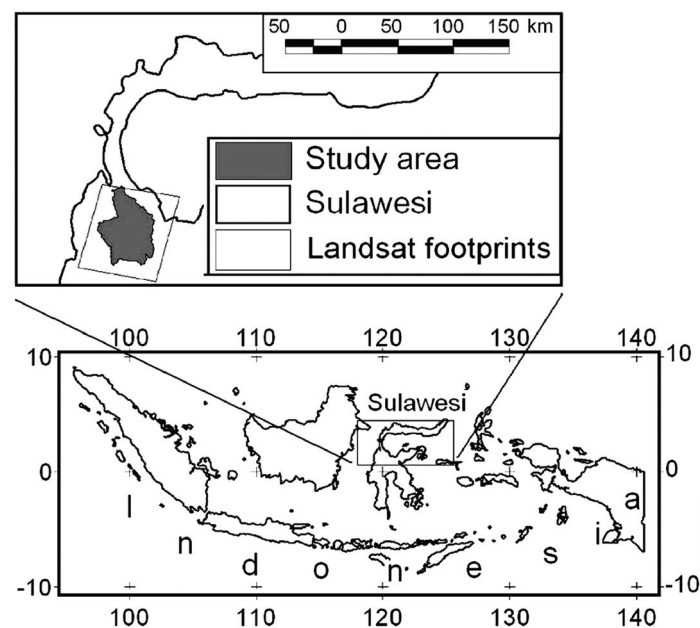 50 0 50 100 150 km
Study area
Sulawesi
Landsat footprints
100 110 120 130 140
10 10
Sulawesi
0 0
I n d o n e s i a
-10 -10
100 110 120 130 140